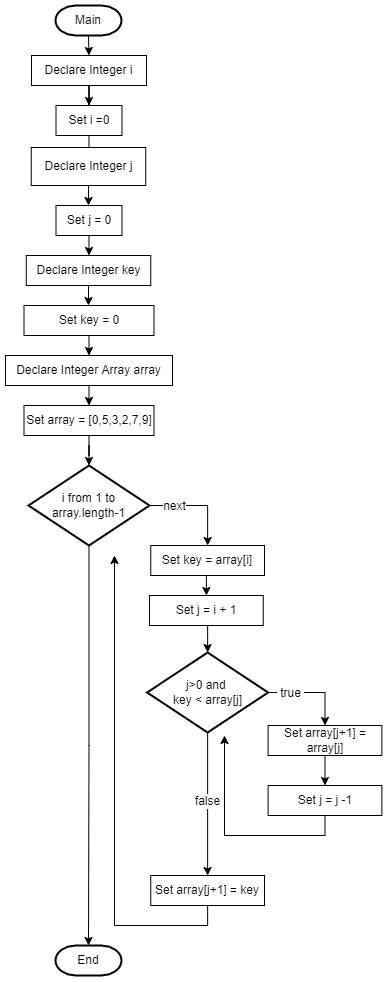 Main
Declare Integer i
Set i =0
Declare Integer j
Set j = 0
Declare Integer key
Set key = 0
Declare Integer Array array
Set array = [0,5,3,2,7,9]
i from 1 to
array.length-1
next
Set key = array[i]
Set j = i + 1
j>0 and
key < array[j]
true
Set array[j+1] =
array[j]
Set j = j -1
false
Set array[j+1] = key
End